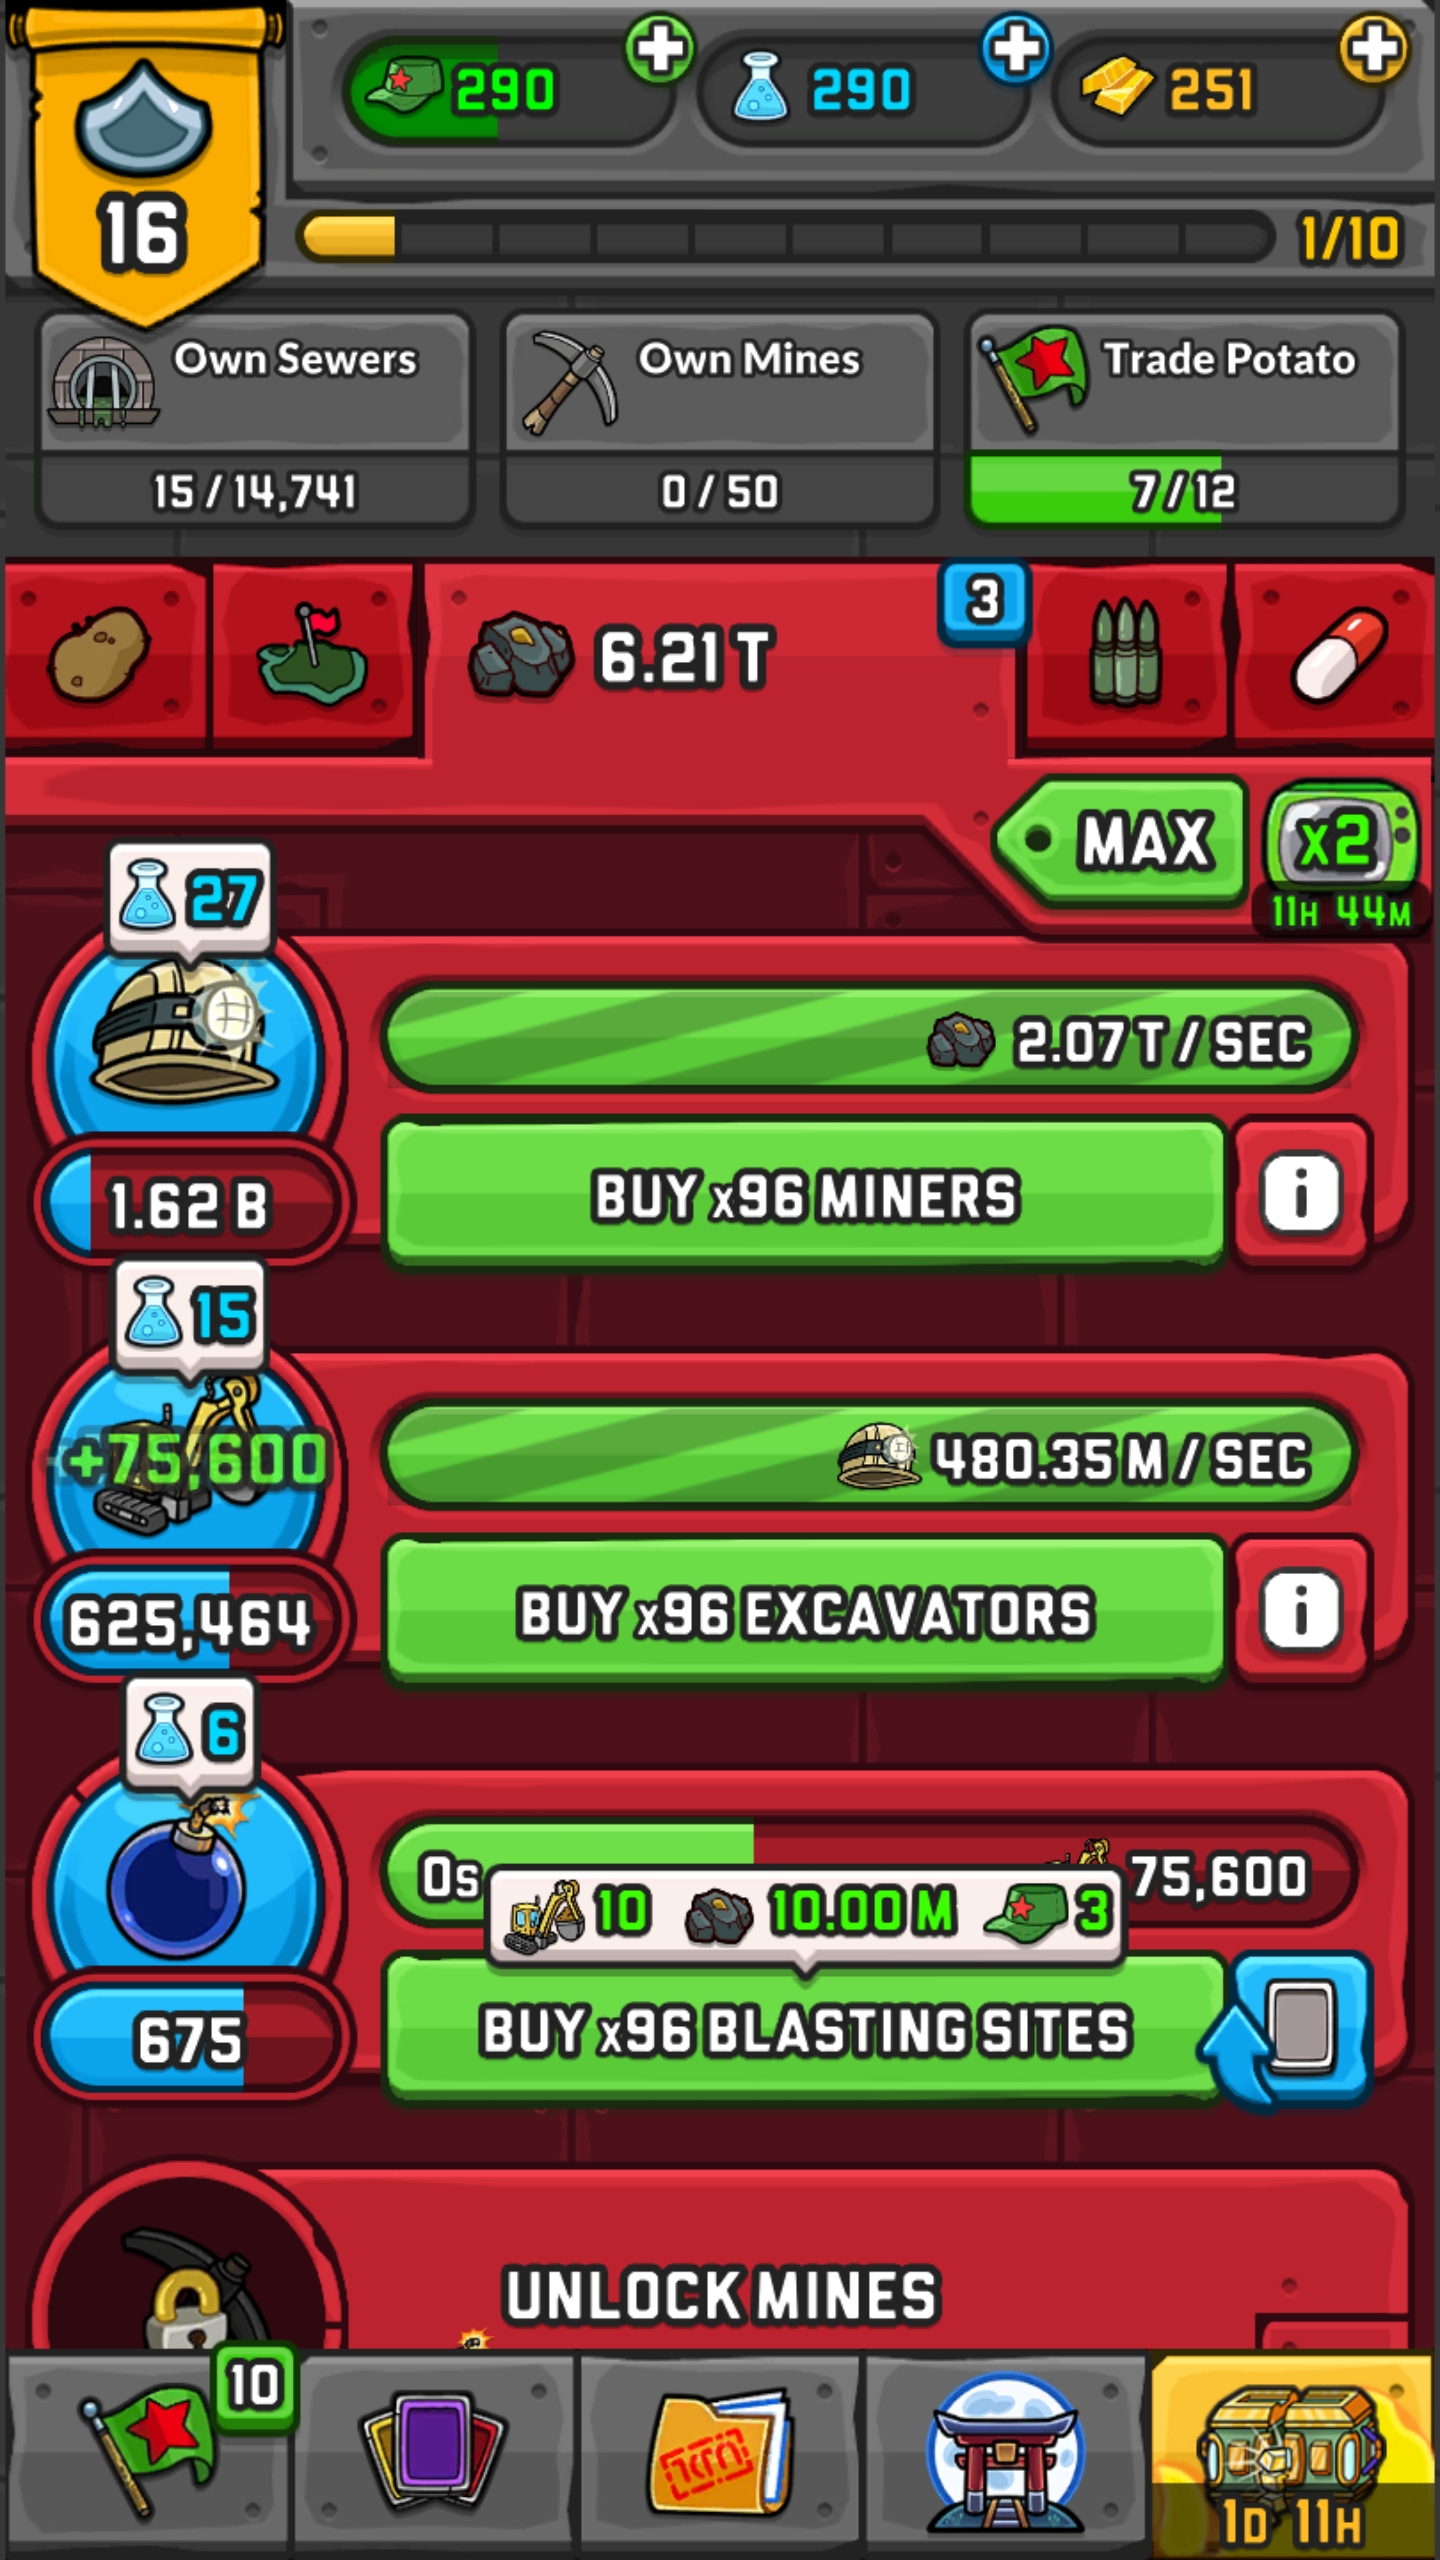 290
290
251
16
1/10
Own Sewers
15 / 14,741
Own Mines
0 / 50
Trade Potato
7 / 12
6.21 T
3
MAX
x2
11H 44M
27
2.07 T / SEC
1.62 B
BUY x96 MINERS
i
15
+75,600
480.35 M / SEC
625,464
BUY x96 EXCAVATORS
i
6
0s
75,600
10
10.00 M
3
675
BUY x96 BLASTING SITES
UNLOCK MINES
10
1D 11H